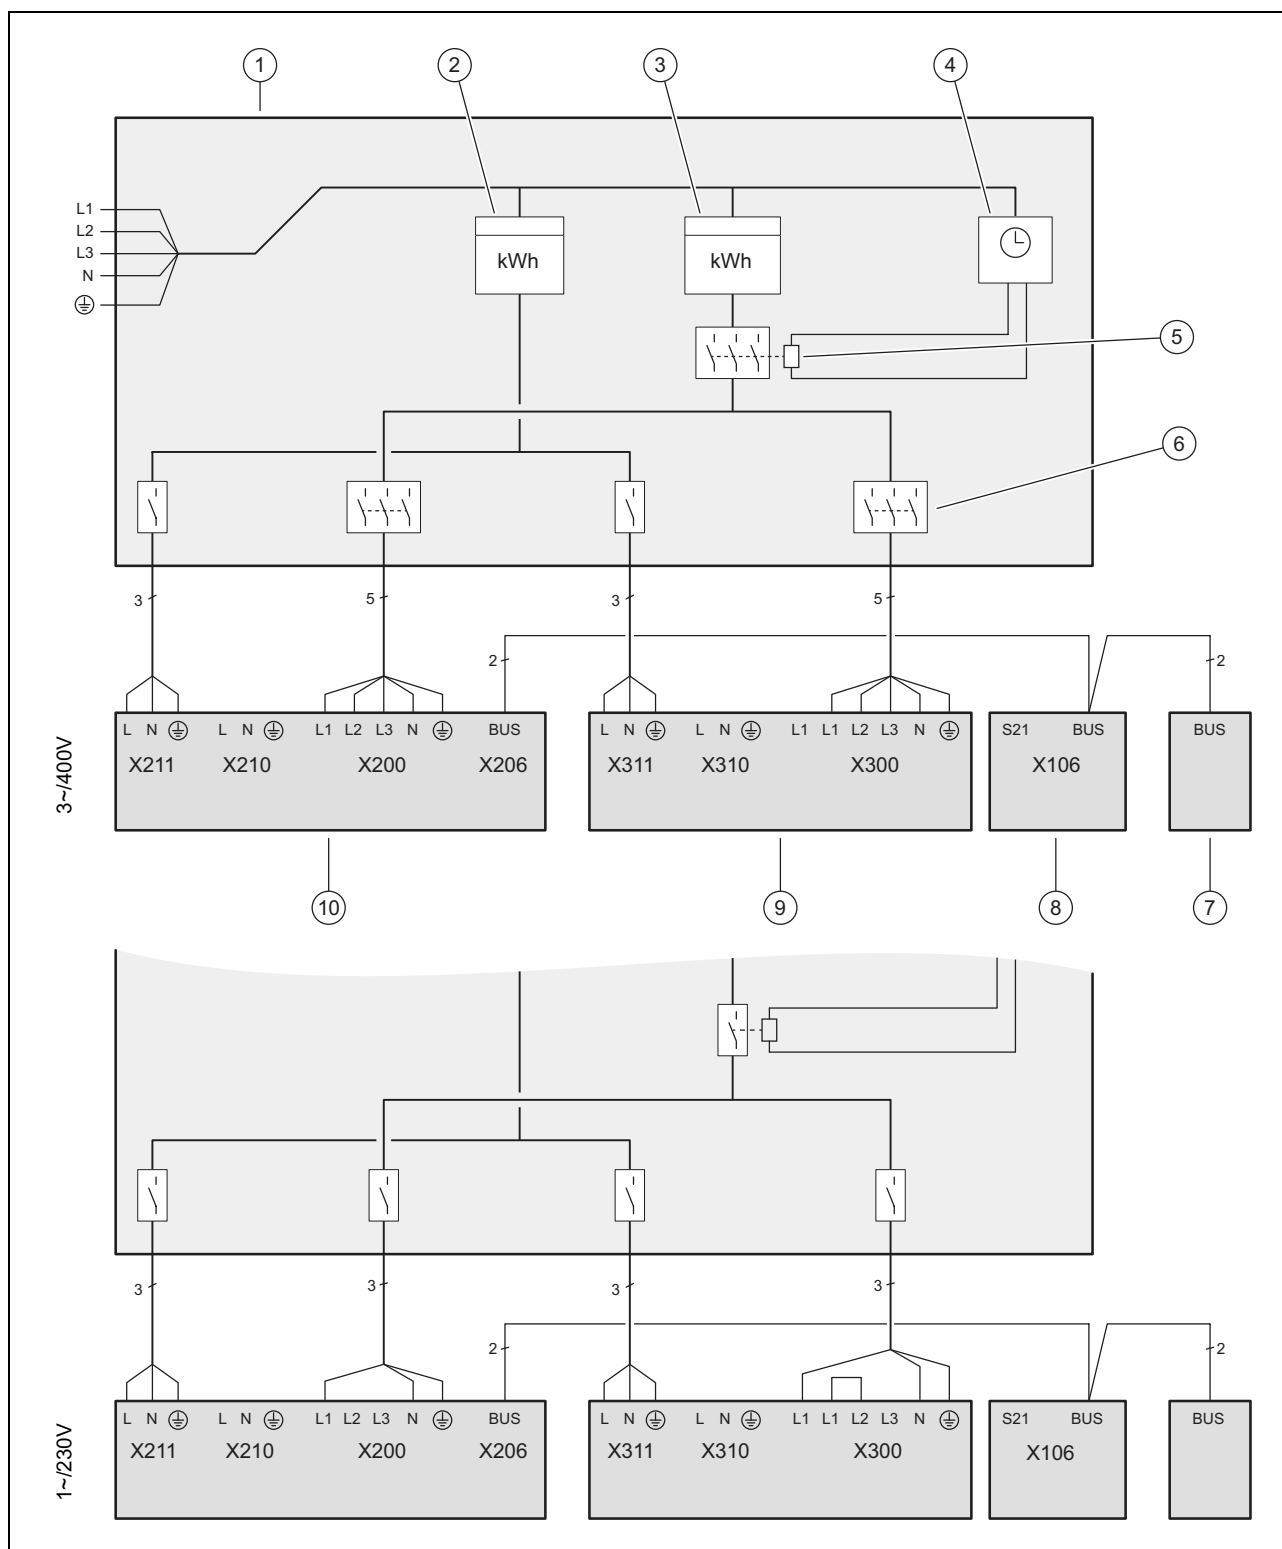 1 2 3 4
L1
L2
L3
N
kWh kWh
5
6
3 5 3 5
2 2
L N L N L1 L2 L3 N BUS L N L N L1 L1 L2 L3 N S21 BUS BUS
X211 X210 X200 X206 X311 X310 X300 X106
3~/400V
10 9 8 7
3 3 3 3
2 2
L N L N L1 L2 L3 N BUS L N L N L1 L1 L2 L3 N S21 BUS BUS
X211 X210 X200 X206 X311 X310 X300 X106
1~/230V